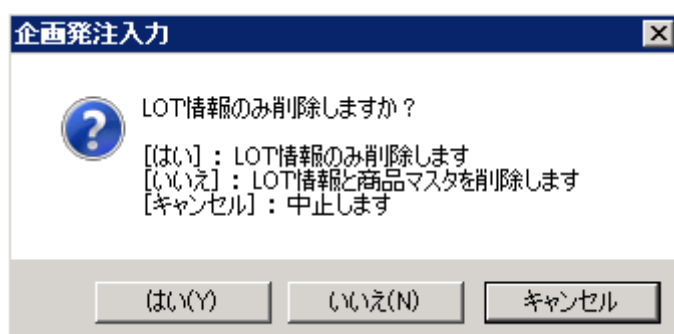 企画発注入力
LOT情報のみ削除しますか？
[はい]：LOT情報のみ削除します
[いいえ]：LOT情報と商品マスタを削除します
[キャンセル]：中止します
はい(Y)
いいえ(N)
キャンセル